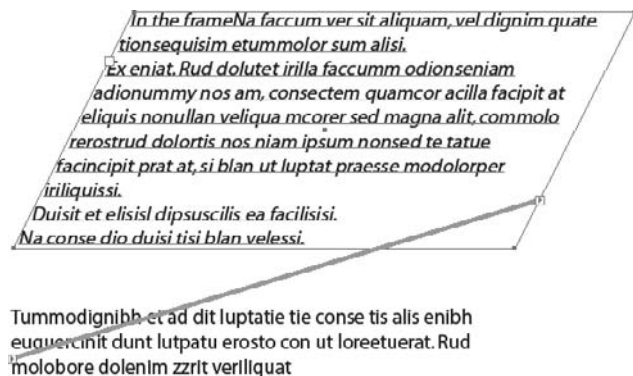 In the frameNa faccum ver sit aliquam, vel dignim quate
tionsequisim etummolor sum alisi.
Ex eniat. Rud dolutet irilla faccumm odionseniam
adionummy nos am, consectem quamcor acilla facipit at
eliquis nonullan veliqua mcorer sed magna alit, commolo
rerostrud dolortis nos niam ipsum nonsed te tatue
facincipit prat at, si blan ut luptat praesse modolorper
iriliquissi.
Duisit et elisisl dipsuscilis ea facilisisi.
Na conse dio duisi tisi blan velessi.
Tummodignibh et ad dit luptatie tie conse tis alis enibh
euguercinit dunt lutpatu erosto con ut loreetuerat. Rud
molobore dolenim zzrit veriliquat